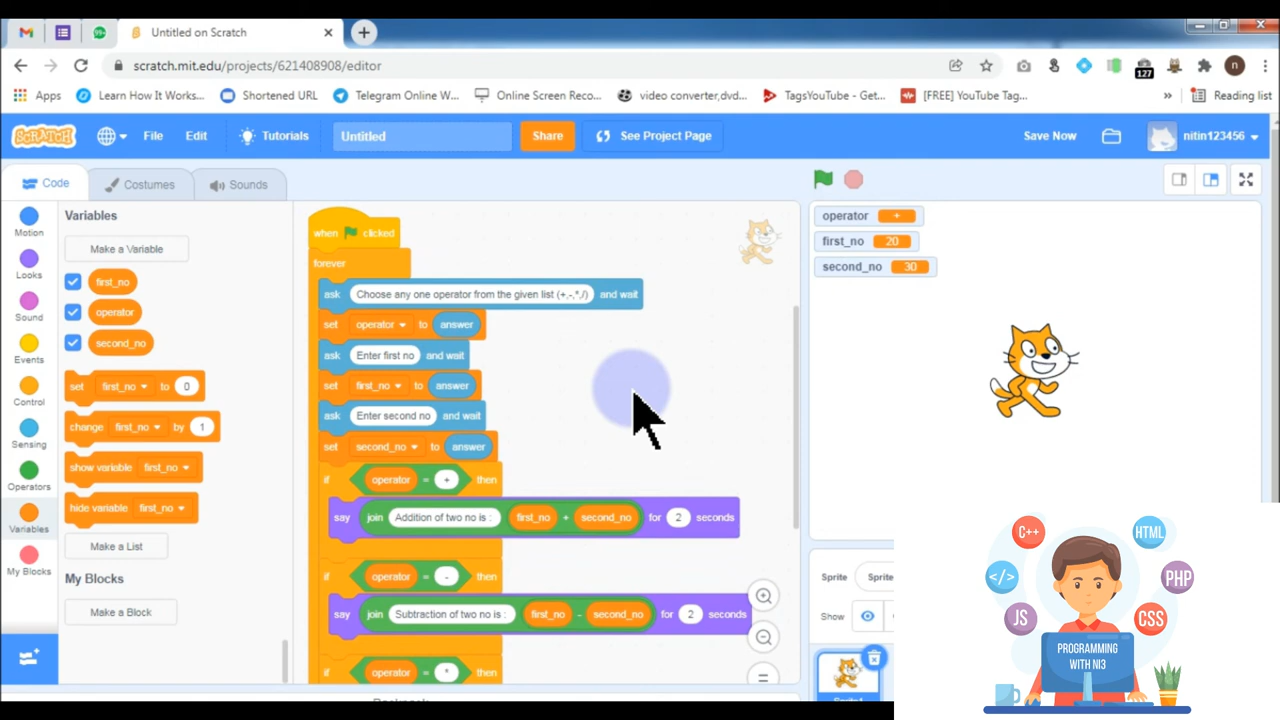 Untitled on Scratch
scratch.mit.edu/projects/621408908/editor
127
n
Apps
Learn How It Works...
Shortened URL
Telegram Online W...
Online Screen Reco...
video converter,dvd...
TagsYouTube - Get...
[FREE] YouTube Tag...
»
Reading list
SCRATCH
File
Edit
Tutorials
Untitled
Share
See Project Page
Save Now
nitin123456
Code
Costumes
Sounds
Motion
Looks
Sound
Events
Control
Sensing
Operators
Variables
My Blocks
Variables
Make a Variable
first_no
operator
second_no
set first_no to 0
change first_no by 1
show variable first_no
hide variable first_no
Make a List
My Blocks
Make a Block
when clicked
forever
ask Choose any one operator from the given list (+,-,*,/) and wait
set operator to answer
ask Enter first no and wait
set first_no to answer
ask Enter second no and wait
set second_no to answer
if operator = + then
say join Addition of two no is : first_no + second_no for 2 seconds
if operator = - then
say join Subtraction of two no is : first_no - second_no for 2 seconds
if operator = * then
operator +
first_no 20
second_no 30
Sprite
Show
C++
HTML
</>
PHP
JS
CSS
PROGRAMMING
WITH NI3